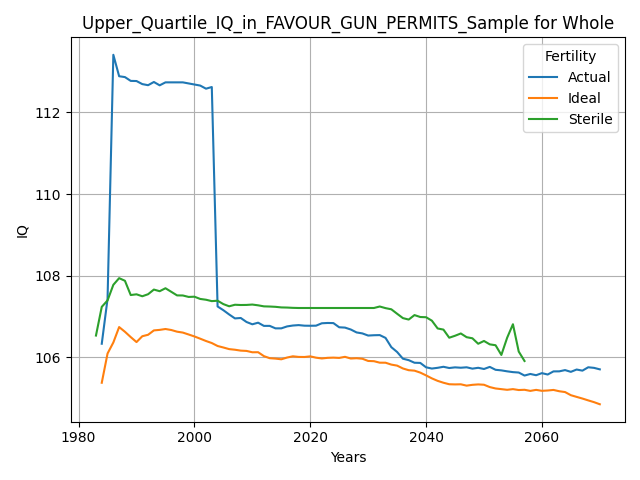 Upper_Quartile_IQ_in_FAVOUR_GUN_PERMITS_Sample for Whole
Fertility
Actual
Ideal
Sterile
IQ
112
110
108
106
1980
2000
2020
2040
2060
Years